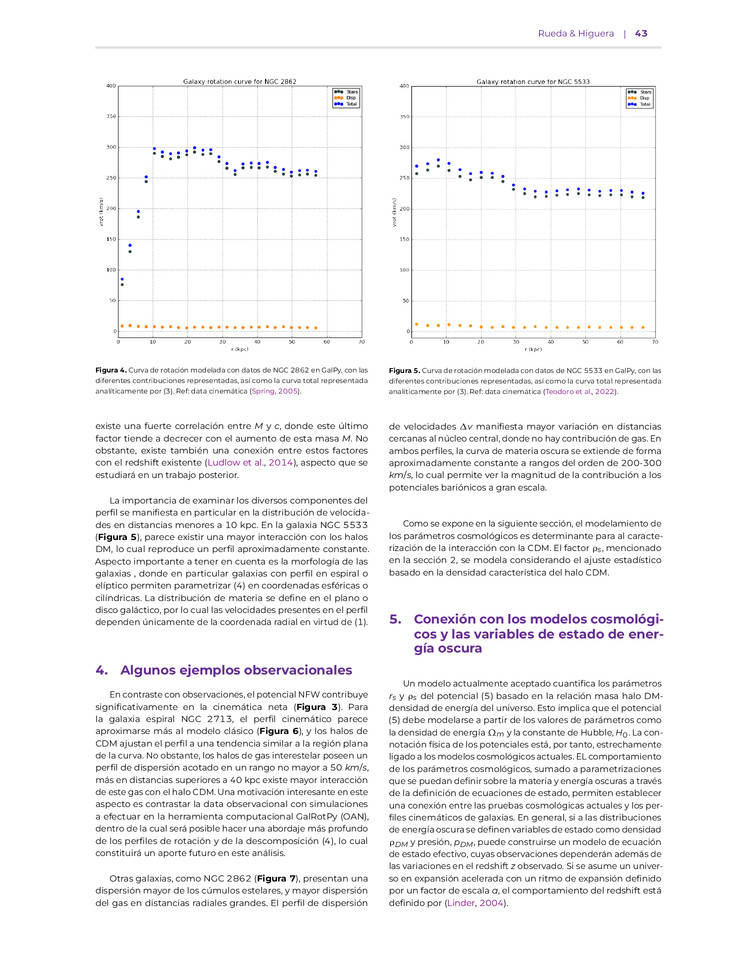 Rueda & Higuera | 43
Galaxy rotation curve for NGC 2862
400
350
300
250
200
150
100
50
0
vrot (km/s)
0 10 20 30 40 50 60 70
r (kpc)
Stars
Disp
Total
Figura 4. Curva de rotación modelada con datos de NGC 2862 en GalPy, con las
diferentes contribuciones representadas, así como la curva total representada
analíticamente por (3). Ref: data cinemática (Spring, 2005).
existe una fuerte correlación entre M y c, donde este último
factor tiende a decrecer con el aumento de esta masa M. No
obstante, existe también una conexión entre estos factores
con el redshift existente (Ludlow et al., 2014), aspecto que se
estudiará en un trabajo posterior.
La importancia de examinar los diversos componentes del
perfil se manifiesta en particular en la distribución de velocida-
des en distancias menores a 10 kpc. En la galaxia NGC 5533
(Figura 5), parece existir una mayor interacción con los halos
DM, lo cual reproduce un perfil aproximadamente constante.
Aspecto importante a tener en cuenta es la morfología de las
galaxias , donde en particular galaxias con perfil en espiral o
elíptico permiten parametrizar (4) en coordenadas esféricas o
cilíndricas. La distribución de materia se define en el plano o
disco galáctico, por lo cual las velocidades presentes en el perfil
dependen únicamente de la coordenada radial en virtud de (1).
4. Algunos ejemplos observacionales
En contraste con observaciones, el potencial NFW contribuye
significativamente en la cinemática neta (Figura 3). Para
la galaxia espiral NGC 2713, el perfil cinemático parece
aproximarse más al modelo clásico (Figura 6), y los halos de
CDM ajustan el perfil a una tendencia similar a la región plana
de la curva. No obstante, los halos de gas interestelar poseen un
perfil de dispersión acotado en un rango no mayor a 50 km/s,
más en distancias superiores a 40 kpc existe mayor interacción
de este gas con el halo CDM. Una motivación interesante en este
aspecto es contrastar la data observacional con simulaciones
a efectuar en la herramienta computacional GalRotPy (OAN),
dentro de la cual será posible hacer una abordaje más profundo
de los perfiles de rotación y de la descomposición (4), lo cual
constituirá un aporte futuro en este análisis.
Otras galaxias, como NGC 2862 (Figura 7), presentan una
dispersión mayor de los cúmulos estelares, y mayor dispersión
del gas en distancias radiales grandes. El perfil de dispersión
Galaxy rotation curve for NGC 5533
400
350
300
250
200
150
100
50
0
vrot (km/s)
0 10 20 30 40 50 60 70
r (kpc)
Stars
Disp
Total
Figura 5. Curva de rotación modelada con datos de NGC 5533 en GalPy, con las
diferentes contribuciones representadas, así como la curva total representada
analíticamente por (3). Ref: data cinemática (Teodoro et al., 2022).
de velocidades Δv manifiesta mayor variación en distancias
cercanas al núcleo central, donde no hay contribución de gas. En
ambos perfiles, la curva de materia oscura se extiende de forma
aproximadamente constante a rangos del orden de 200-300
km/s, lo cual permite ver la magnitud de la contribución a los
potenciales bariónicos a gran escala.
Como se expone en la siguiente sección, el modelamiento de
los parámetros cosmológicos es determinante para al caracte-
rización de la interacción con la CDM. El factor ρs, mencionado
en la sección 2, se modela considerando el ajuste estadístico
basado en la densidad característica del halo CDM.
5. Conexión con los modelos cosmológi-
cos y las variables de estado de ener-
gía oscura
Un modelo actualmente aceptado cuantifica los parámetros
rs y ρs del potencial (5) basado en la relación masa halo DM-
densidad de energía del universo. Esto implica que el potencial
(5) debe modelarse a partir de los valores de parámetros como
la densidad de energía Ωm y la constante de Hubble, H0. La con-
notación física de los potenciales está, por tanto, estrechamente
ligado a los modelos cosmológicos actuales. EL comportamiento
de los parámetros cosmológicos, sumado a parametrizaciones
que se puedan definir sobre la materia y energía oscuras a través
de la definición de ecuaciones de estado, permiten establecer
una conexión entre las pruebas cosmológicas actuales y los per-
files cinemáticos de galaxias. En general, si a las distribuciones
de energía oscura se definen variables de estado como densidad
ρDM y presión, pDM, puede construirse un modelo de ecuación
de estado efectivo, cuyas observaciones dependerán además de
las variaciones en el redshift z observado. Si se asume un univer-
so en expansión acelerada con un ritmo de expansión definido
por un factor de escala a, el comportamiento del redshift está
definido por (Linder, 2004).